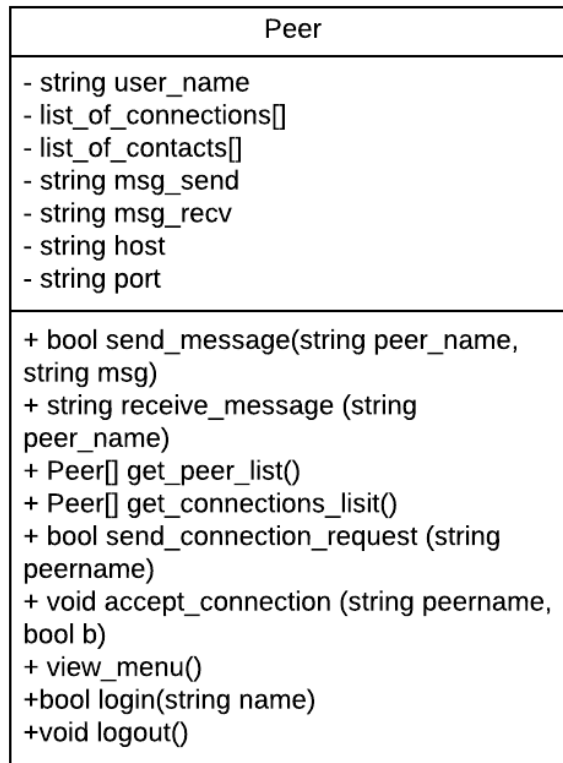 Peer
- string user_name
- list_of_connections[]
- list_of_contacts[]
- string msg_send
- string msg_recv
- string host
- string port
+ bool send_message(string peer_name,
string msg)
+ string receive_message (string
peer_name)
+ Peer[] get_peer_list()
+ Peer[] get_connections_lisit()
+ bool send_connection_request (string
peername)
+ void accept_connection (string peername,
bool b)
+ view_menu()
+bool login(string name)
+void logout()